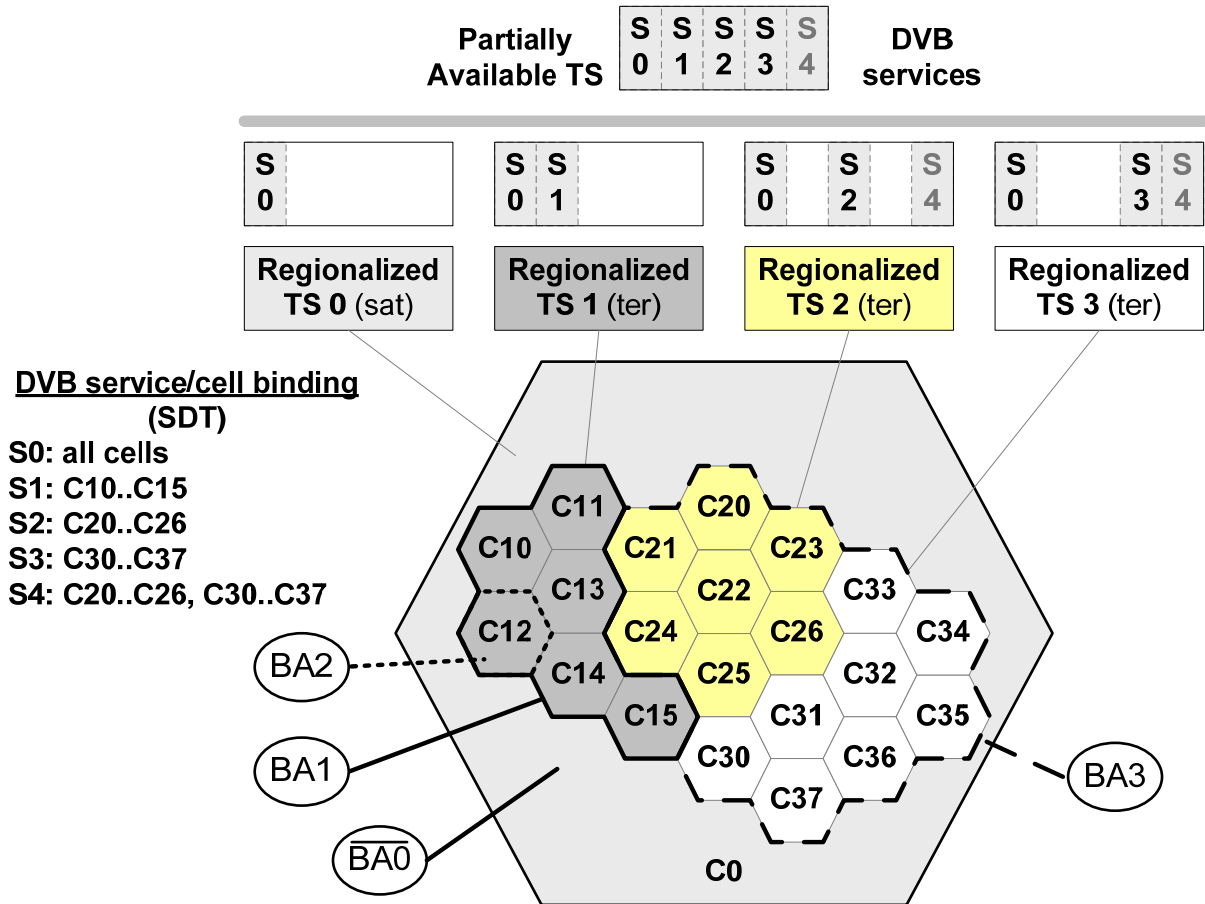 Partially
Available TS
S S S S S
0 1 2 3 4
DVB
services
S
0
S S
0 1
S S S
0 2 4
S S S
0 3 4
Regionalized
TS 0 (sat)
Regionalized
TS 1 (ter)
Regionalized
TS 2 (ter)
Regionalized
TS 3 (ter)
DVB service/cell binding
(SDT)
S0: all cells
S1: C10..C15
S2: C20..C26
S3: C30..C37
S4: C20..C26, C30..C37
C11
C20
C10
C21
C23
C13
C22
C33
C12
C24
C26
C34
C14
C25
C32
C15
C31
C35
C30
C36
C37
C0
BA2
BA1
BA0
BA3